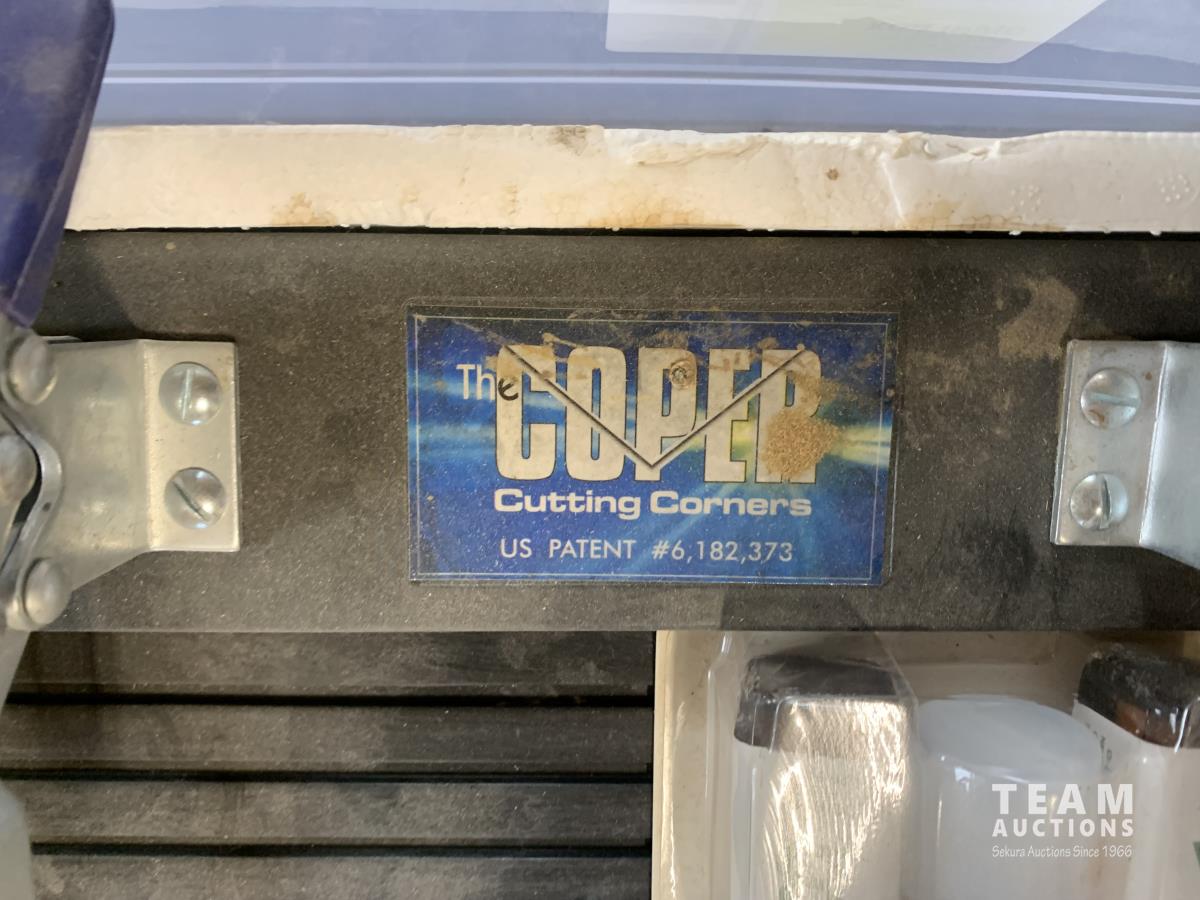 The COPER
Cutting Corners
US PATENT #6,182,373
TEAM
AUCTIONS
Sekura Auctions Since 1966